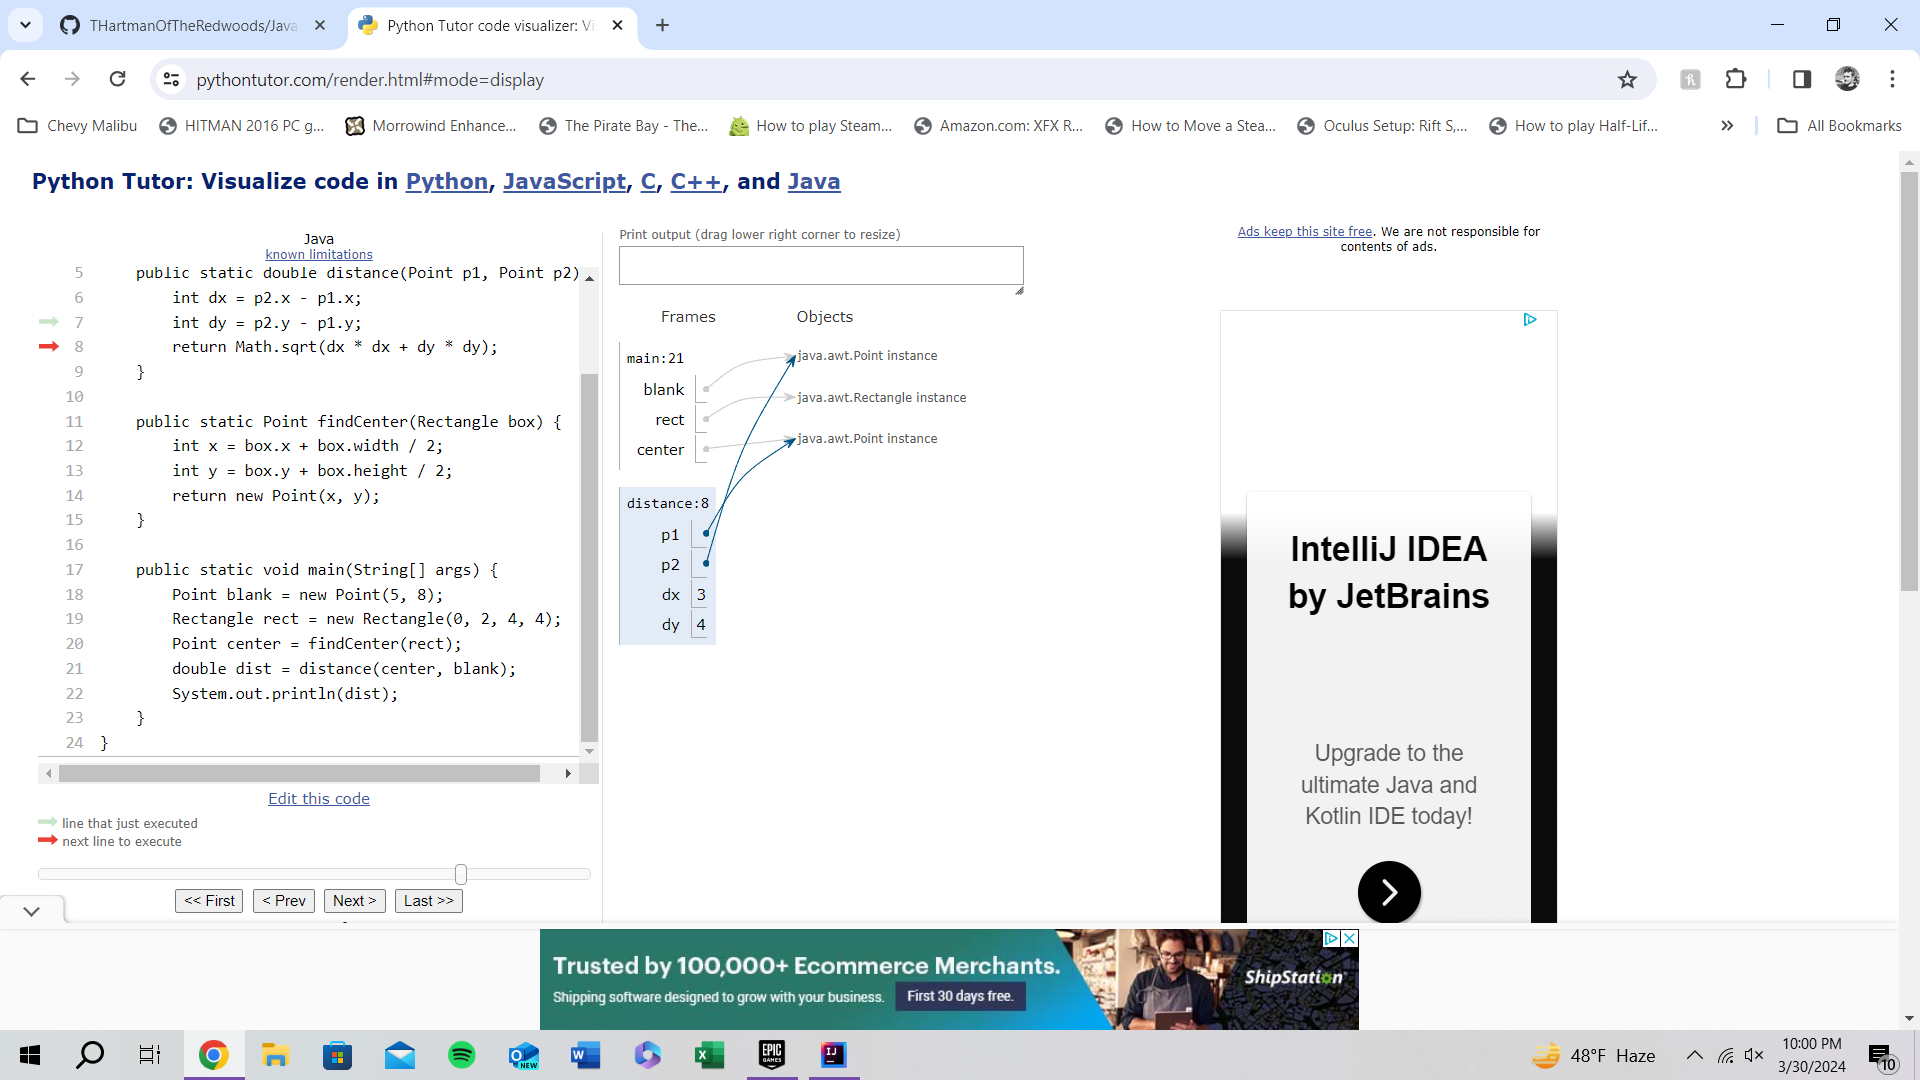 THartmanOfTheRedwoods/Java
Python Tutor code visualizer: Vi
pythontutor.com/render.html#mode=display
Chevy Malibu
HITMAN 2016 PC g...
Morrowind Enhance...
The Pirate Bay - The...
How to play Steam...
Amazon.com: XFX R...
How to Move a Stea...
Oculus Setup: Rift S,...
How to play Half-Lif...
All Bookmarks
Python Tutor: Visualize code in Python, JavaScript, C, C++, and Java
Java
known limitations
5 public static double distance(Point p1, Point p2)
6 int dx = p2.x - p1.x;
7 int dy = p2.y - p1.y;
8 return Math.sqrt(dx * dx + dy * dy);
9 }
10
11 public static Point findCenter(Rectangle box) {
12 int x = box.x + box.width / 2;
13 int y = box.y + box.height / 2;
14 return new Point(x, y);
15 }
16
17 public static void main(String[] args) {
18 Point blank = new Point(5, 8);
19 Rectangle rect = new Rectangle(0, 2, 4, 4);
20 Point center = findCenter(rect);
21 double dist = distance(center, blank);
22 System.out.println(dist);
23 }
24 }
Edit this code
line that just executed
next line to execute
<< First
< Prev
Next >
Last >>
Print output (drag lower right corner to resize)
Frames
Objects
main:21
blank
rect
center
java.awt.Point instance
java.awt.Rectangle instance
java.awt.Point instance
distance:8
p1
p2
dx 3
dy 4
Ads keep this site free. We are not responsible for
contents of ads.
IntelliJ IDEA
by JetBrains
Upgrade to the
ultimate Java and
Kotlin IDE today!
Trusted by 100,000+ Ecommerce Merchants.
Shipping software designed to grow with your business.
First 30 days free.
ShipStation
NEW
EPIC
GAMES
IJ
48°F Haze
10:00 PM
3/30/2024
10